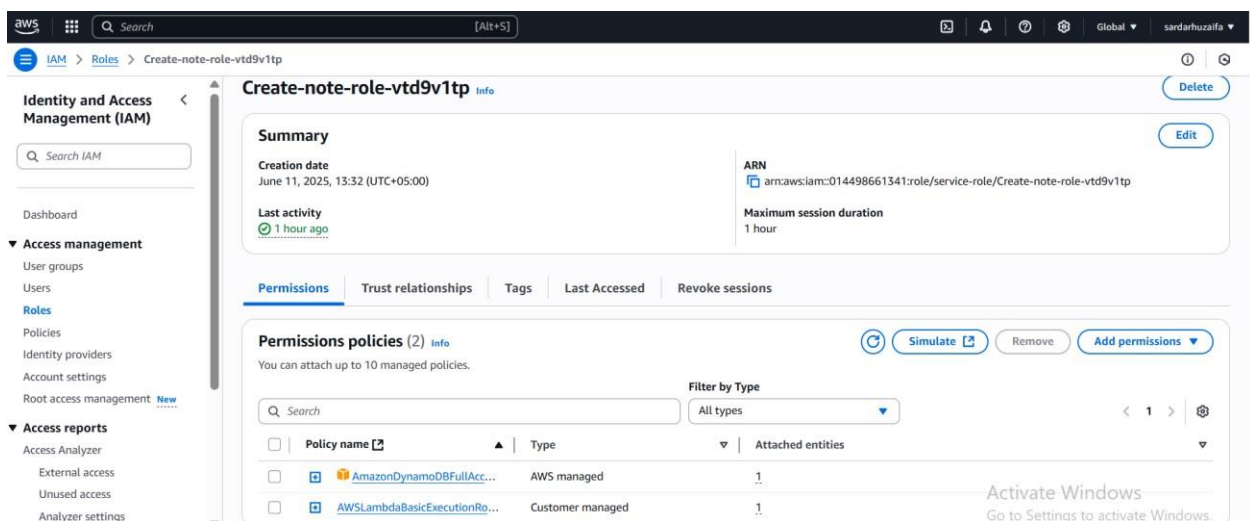 aws
Search
[Alt+S]
Global
sardarhuzaifa
IAM > Roles > Create-note-role-vtd9v1tp
Identity and Access
Management (IAM)
Search IAM
Dashboard
Access management
User groups
Users
Roles
Policies
Identity providers
Account settings
Root access management New
Access reports
Access Analyzer
External access
Unused access
Analyzer settings
Create-note-role-vtd9v1tp Info
Delete
Summary
Edit
Creation date
June 11, 2025, 13:32 (UTC+05:00)
ARN
arn:aws:iam::014498661341:role/service-role/Create-note-role-vtd9v1tp
Last activity
1 hour ago
Maximum session duration
1 hour
Permissions Trust relationships Tags Last Accessed Revoke sessions
Permissions policies (2) Info
Simulate Remove Add permissions
You can attach up to 10 managed policies.
Filter by Type
Search
All types
1
Policy name Type Attached entities
AmazonDynamoDBFullAcc... AWS managed 1
AWSLambdaBasicExecutionRo... Customer managed 1
Activate Windows
Go to Settings to activate Windows.